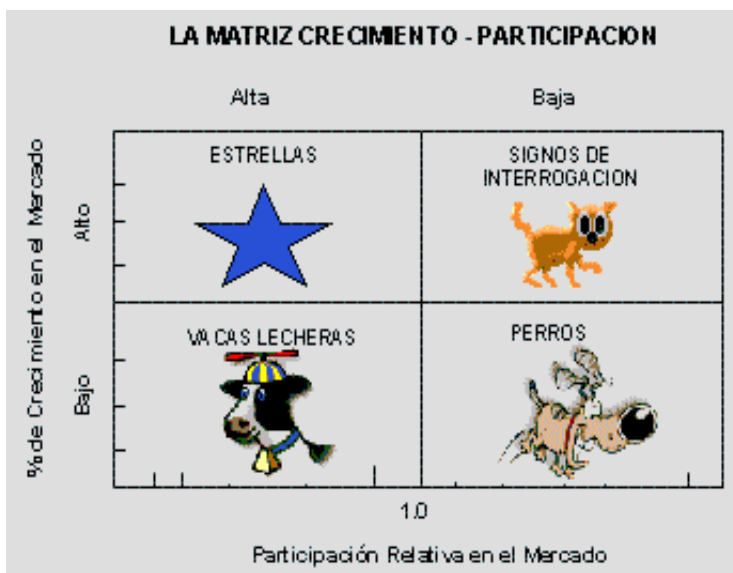 LA MATRIZ CRECIMIENTO - PARTICIPACION
Alta
Baja
ESTRELLAS
SIGNOS DE
INTERROGACION
% de Crecimiento en el Mercado
Alto
VACAS LECHERAS
PERROS
Bajo
1.0
Participación Relativa en el Mercado